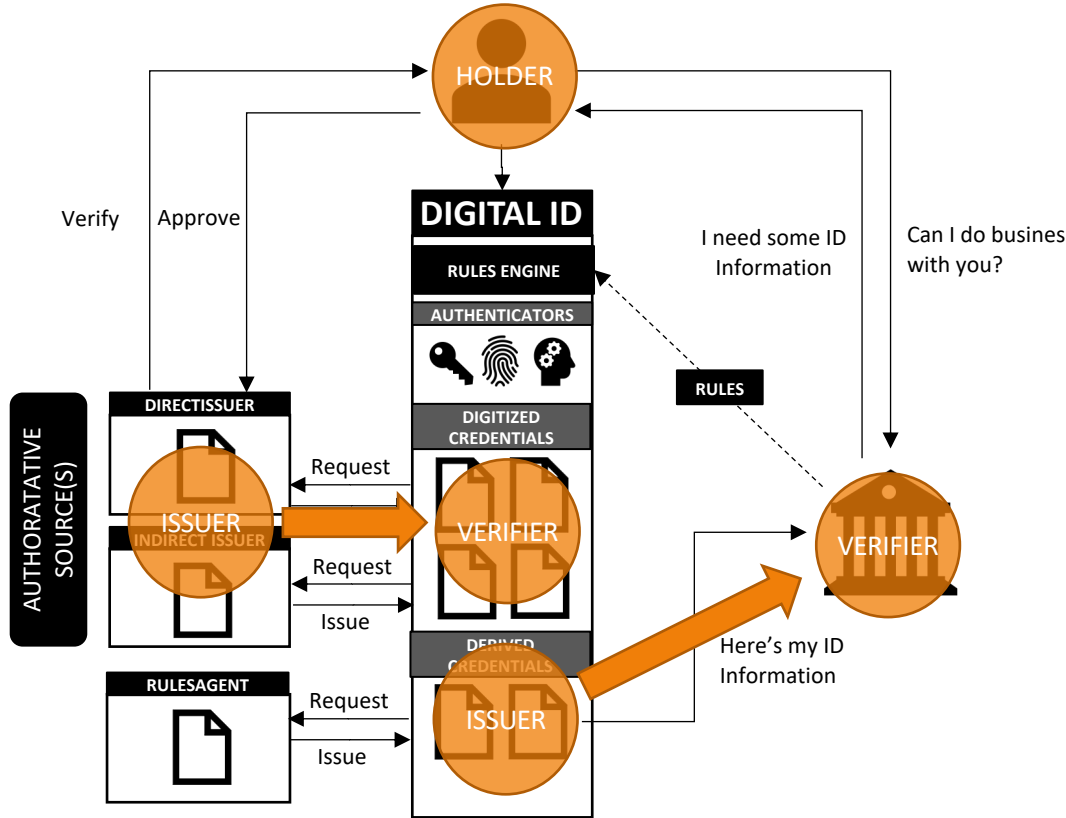 HOLDER
Verify
Approve
DIGITAL ID
I need some ID
Information
Can I do busines
with you?
RULES ENGINE
AUTHENTICATORS
RULES
AUTHORATATIVE
SOURCE(S)
DIRECTISSUER
DIGITIZED
CREDENTIALS
Request
ISSUER
VERIFIER
VERIFIER
INDIRECT ISSUER
Request
Issue
DERIVED
CREDENTIALS
Here's my ID
Information
RULESAGENT
Request
ISSUER
Issue